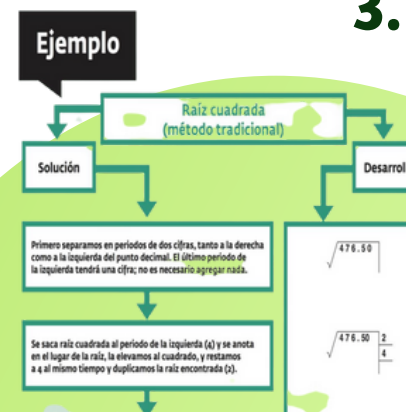 3.
Ejemplo
Raíz cuadrada
(método tradicional)
Solución
Desarrol
Primero separamos en periodos de dos cifras, tanto a la derecha
como a la izquierda del punto decimal. El último periodo de
la izquierda tendrá una cifra; no es necesario agregar nada.
√476.50
Se saca raíz cuadrada al periodo de la izquierda (4) y se anota
en el lugar de la raíz, la elevamos al cuadrado, y restamos
a 4 al mismo tiempo y duplicamos la raíz encontrada (2).
√476.50 2
4